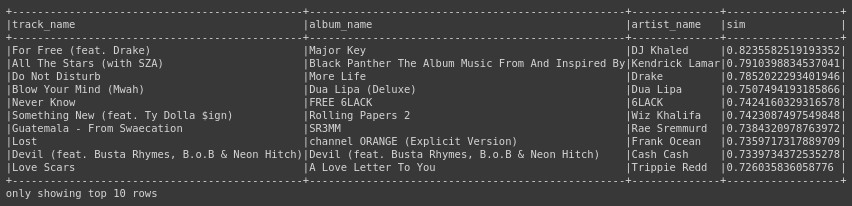 +----------------------------------------------+--------------------------------------------------+--------------+------------------+
|track_name                                    |album_name                                        |artist_name   |sim               |
+----------------------------------------------+--------------------------------------------------+--------------+------------------+
|For Free (feat. Drake)                        |Major Key                                         |DJ Khaled     |0.8235582519193352|
|All The Stars (with SZA)                      |Black Panther The Album Music From And Inspired By|Kendrick Lamar|0.7910398834537041|
|Do Not Disturb                                |More Life                                         |Drake         |0.7852022293401946|
|Blow Your Mind (Mwah)                         |Dua Lipa (Deluxe)                                 |Dua Lipa      |0.7507494193185866|
|Never Know                                    |FREE 6LACK                                        |6LACK         |0.7424160329316578|
|Something New (feat. Ty Dolla $ign)           |Rolling Papers 2                                  |Wiz Khalifa   |0.7423087497549848|
|Guatemala - From Swaecation                   |SR3MM                                             |Rae Sremmurd  |0.7384320978763972|
|Lost                                          |channel ORANGE (Explicit Version)                 |Frank Ocean   |0.7359717317889709|
|Devil (feat. Busta Rhymes, B.o.B & Neon Hitch)|Devil (feat. Busta Rhymes, B.o.B & Neon Hitch)    |Cash Cash     |0.7339734372535278|
|Love Scars                                    |A Love Letter To You                              |Trippie Redd  |0.726035836058776 |
+----------------------------------------------+--------------------------------------------------+--------------+------------------+
only showing top 10 rows